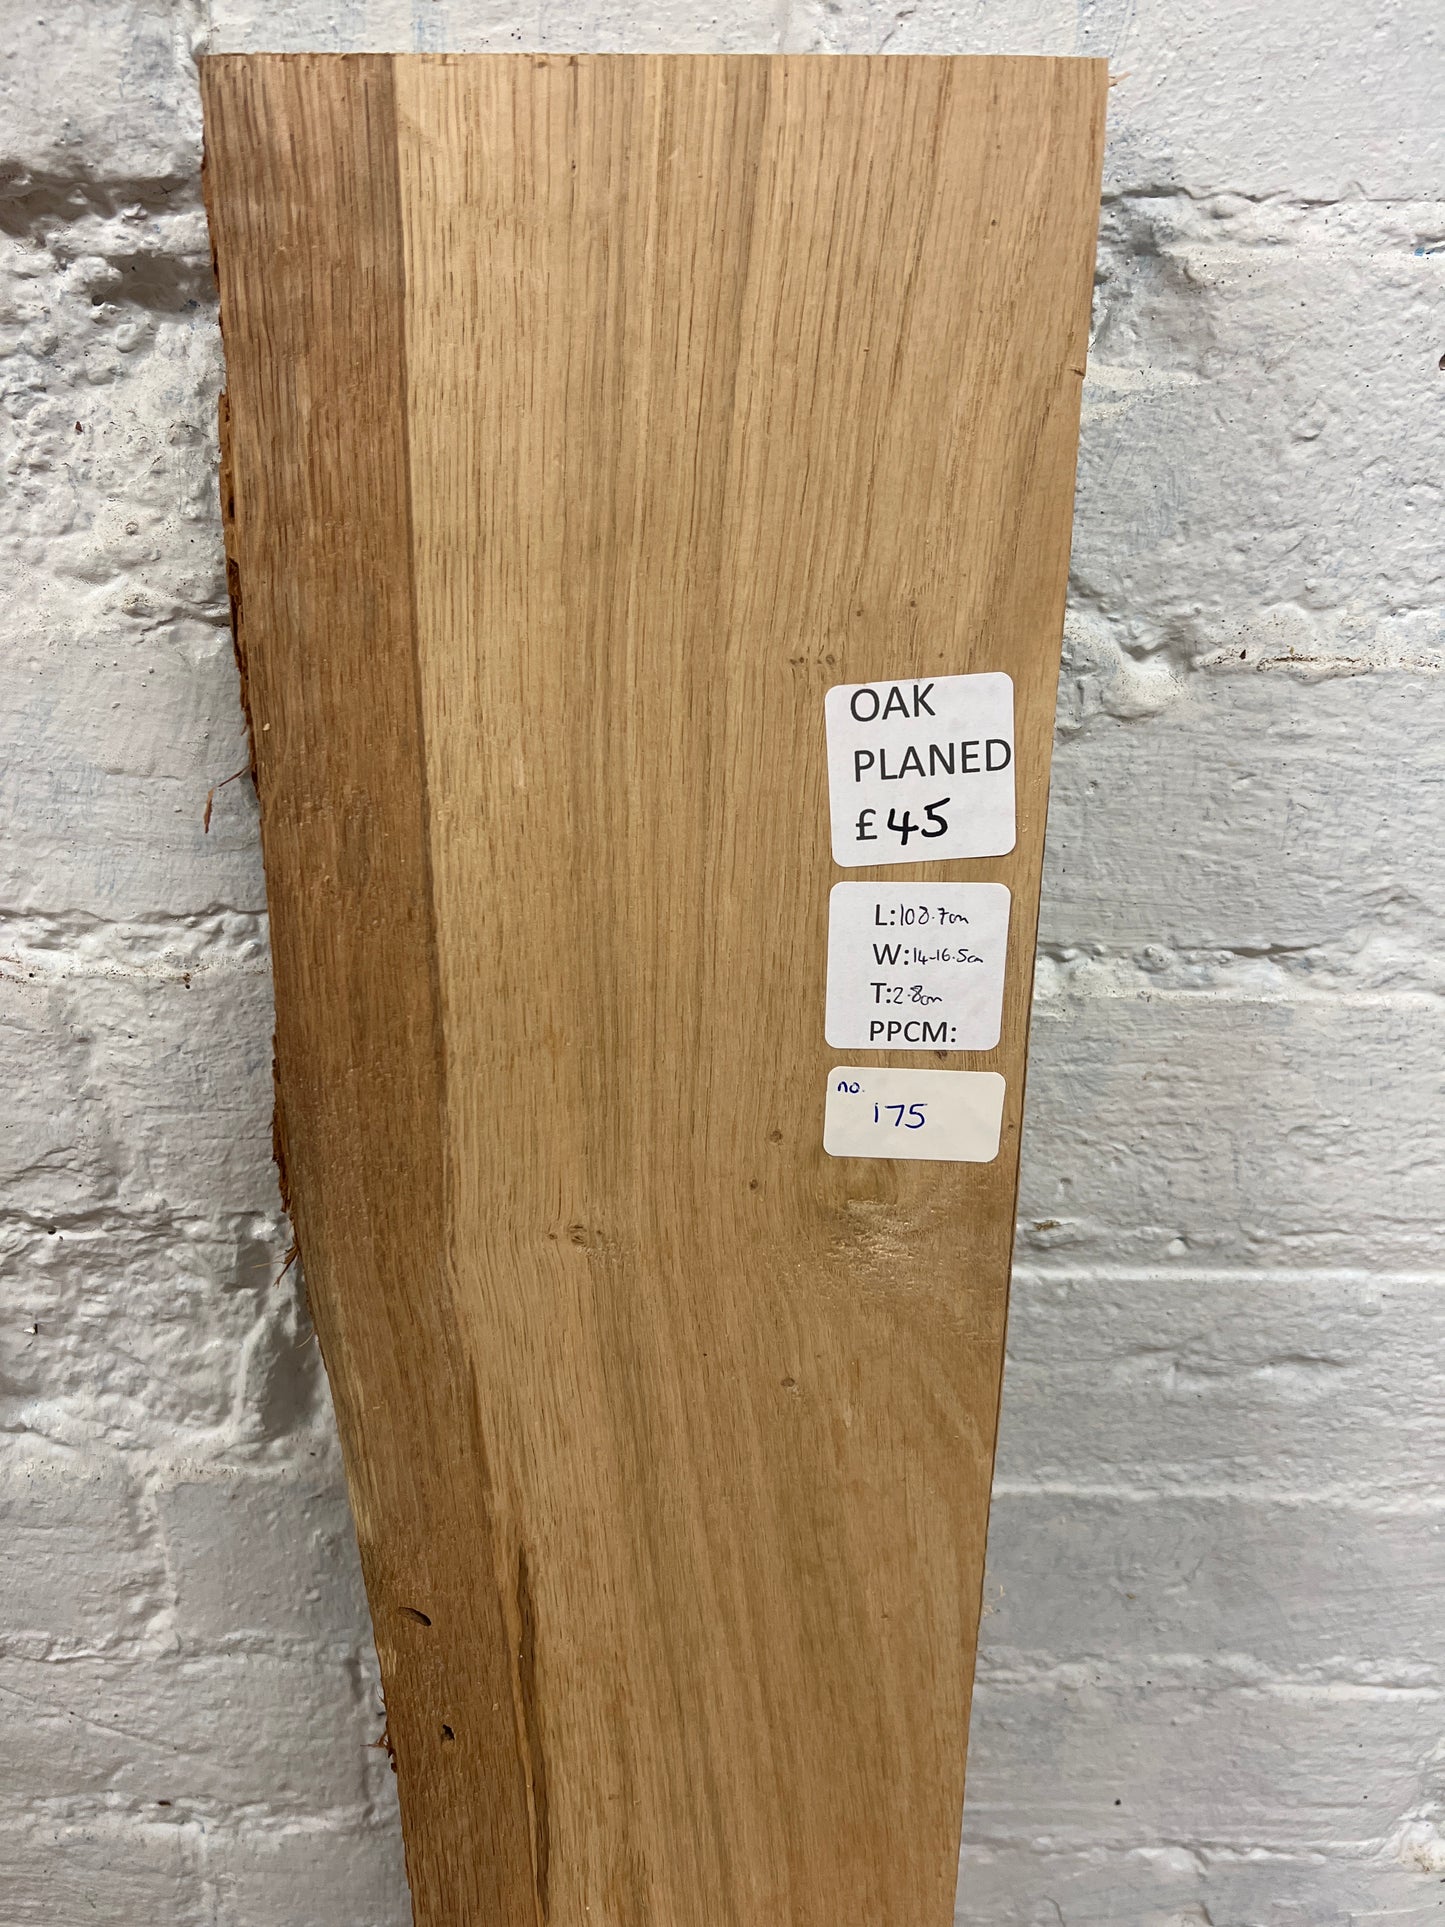 OAK
PLANED
£45
L:108.7cm
W:14-16.5cm
T:2.8cm
PPCM:
no.
175